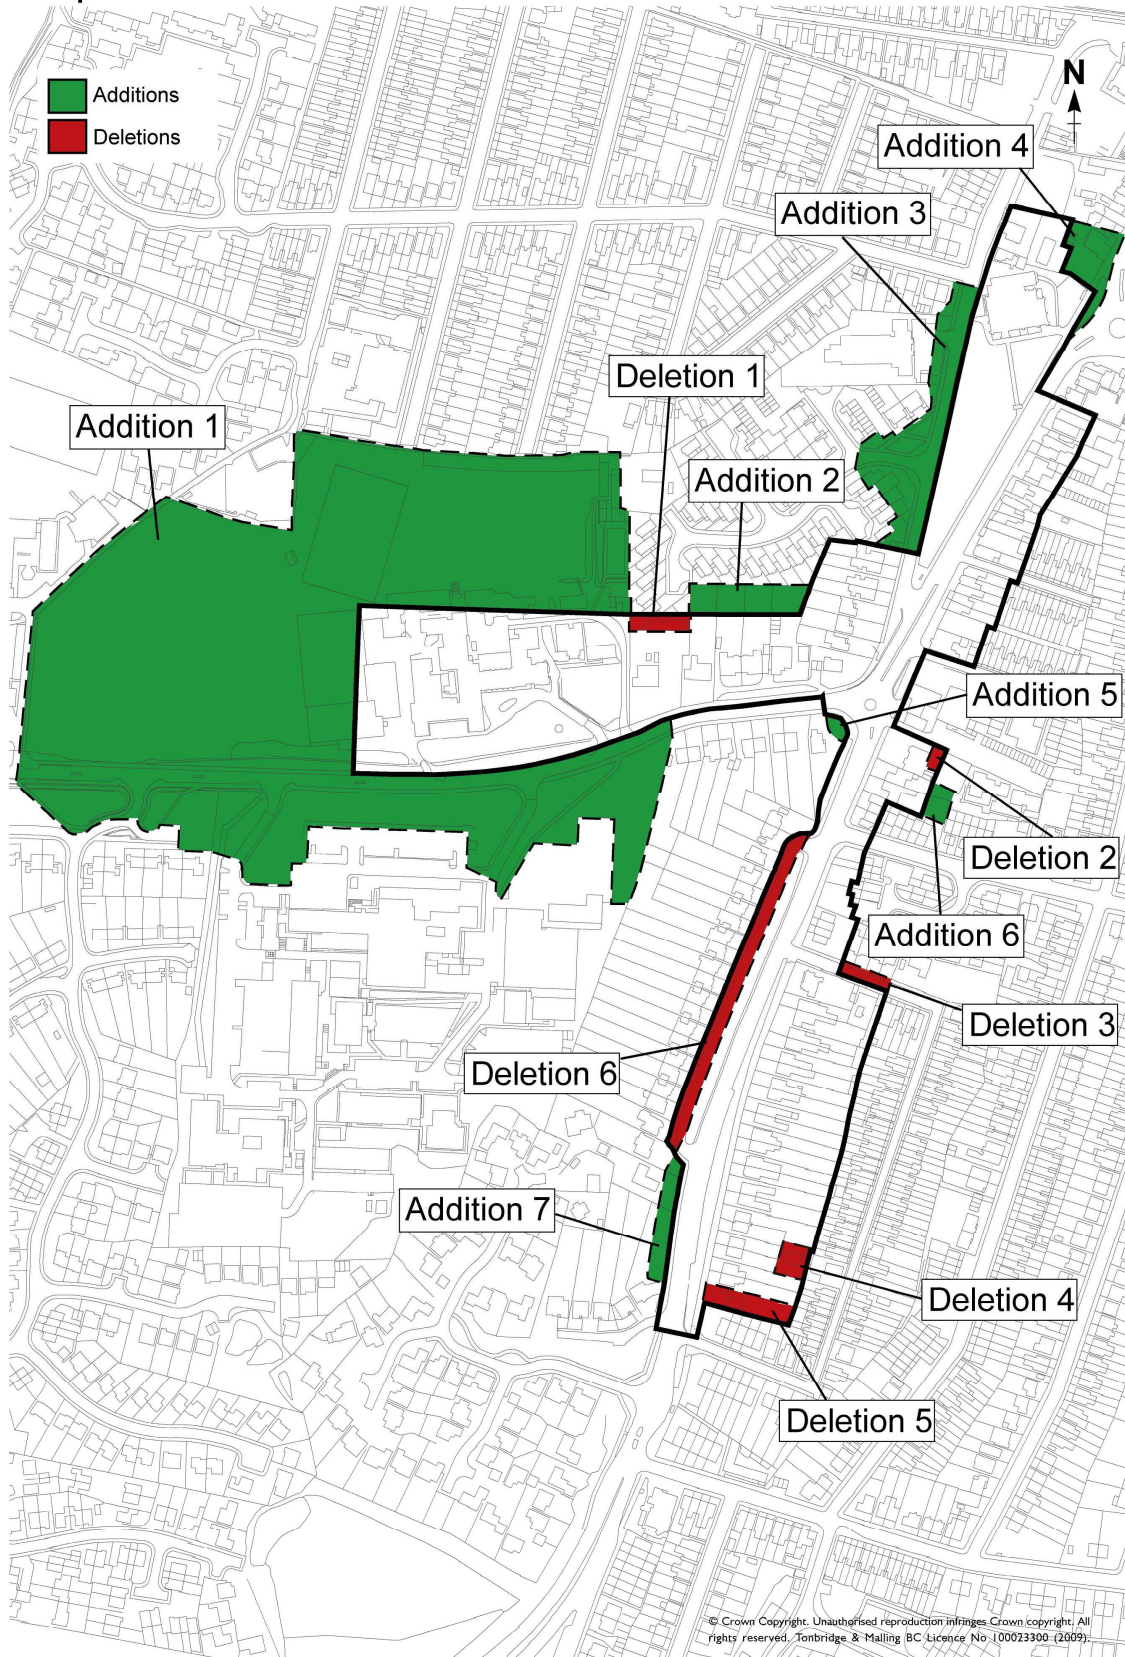 Additions
Deletions
N
Addition 4
Addition 3
Deletion 1
Addition 1
Addition 2
Addition 5
Deletion 2
Addition 6
Deletion 3
Deletion 6
Addition 7
Deletion 4
Deletion 5
© Crown Copyright. Unauthorised reproduction infringes Crown copyright. All
rights reserved. Tonbridge & Malling BC Licence No 100023300 (2009).